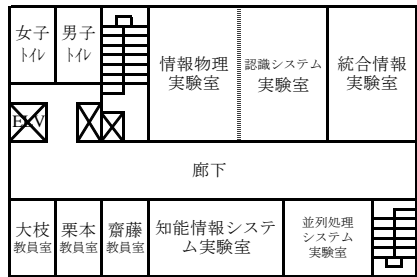 女子
トイレ
男子
トイレ
情報物理
実験室
認識システム
実験室
統合情報
実験室
ELV
廊下
大枝
教員室
栗本
教員室
齋藤
教員室
知能情報システ
ム実験室
並列処理
システム
実験室